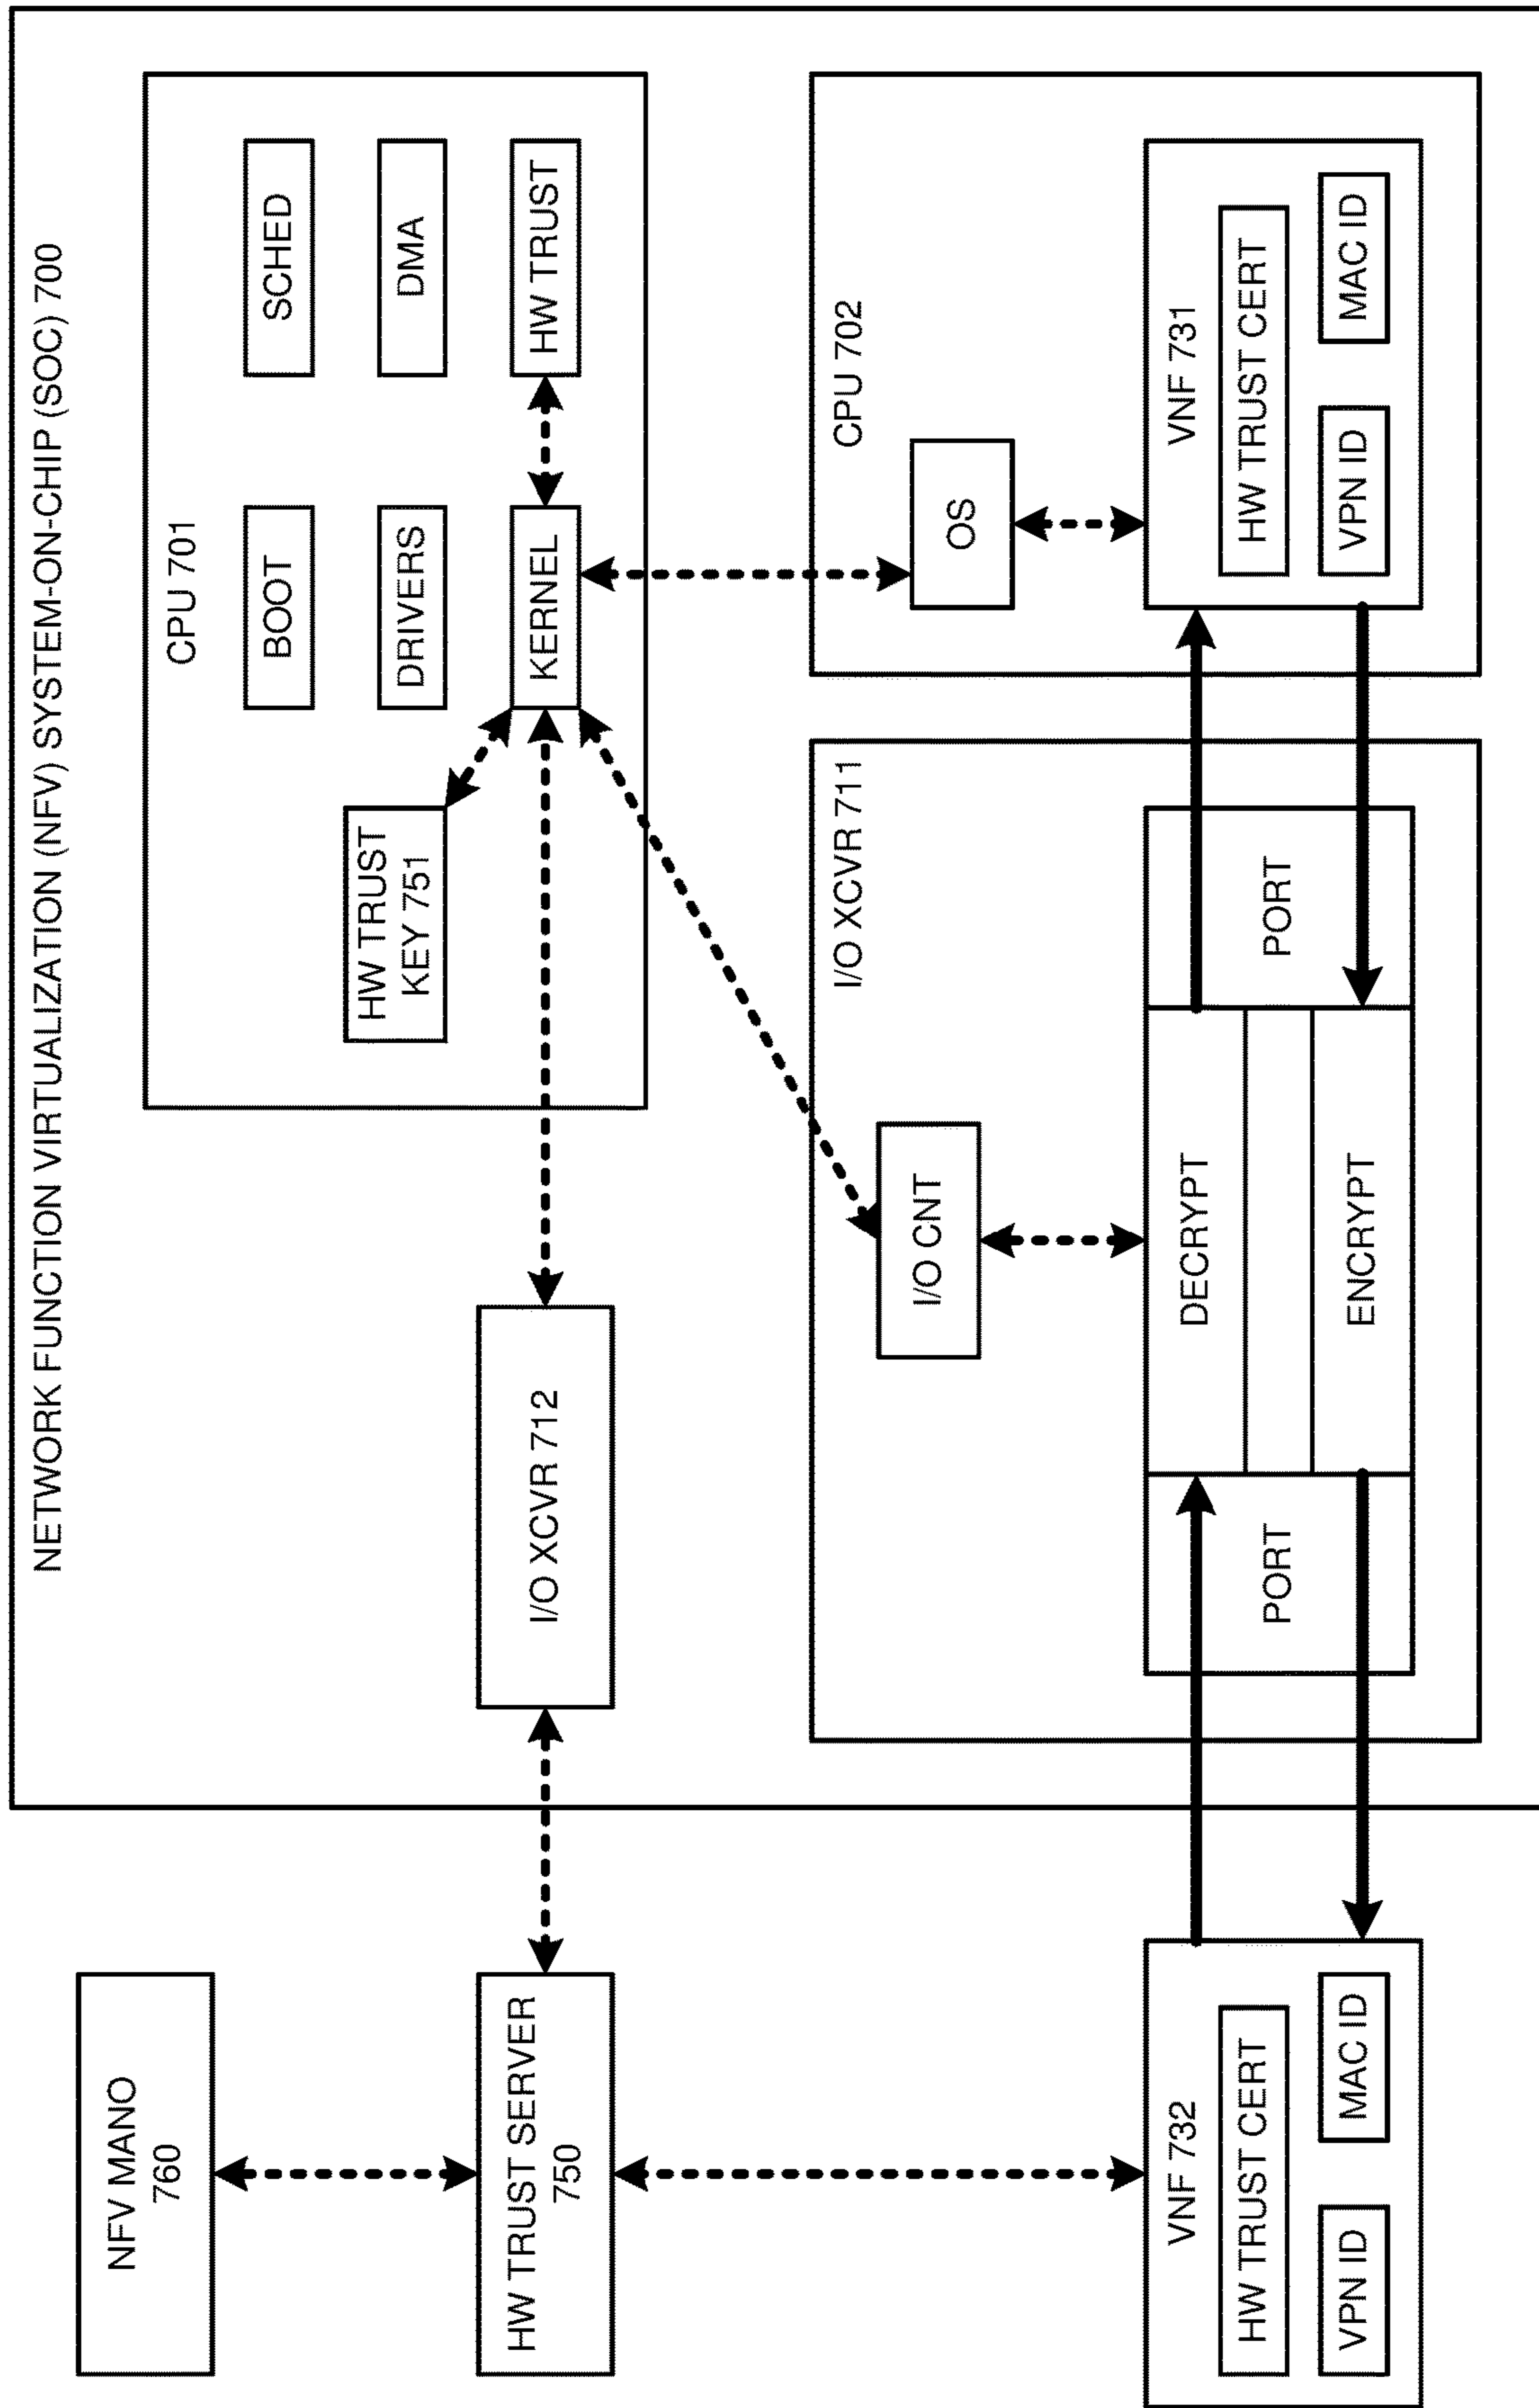 NETWORK FUNCTION VIRTUALIZATION (NFV) SYSTEM-ON-CHIP (SOC) 700
NFV MANO
760
HW TRUST SERVER
750
I/O XCVR 712
CPU 701
HW TRUST
KEY 751
BOOT
SCHED
DRIVERS
DMA
KERNEL
HW TRUST
VNF 732
HW TRUST CERT
VPN ID
MAC ID
I/O XCVR 711
I/O CNT
PORT
DECRYPT
ENCRYPT
PORT
CPU 702
OS
VNF 731
HW TRUST CERT
VPN ID
MAC ID